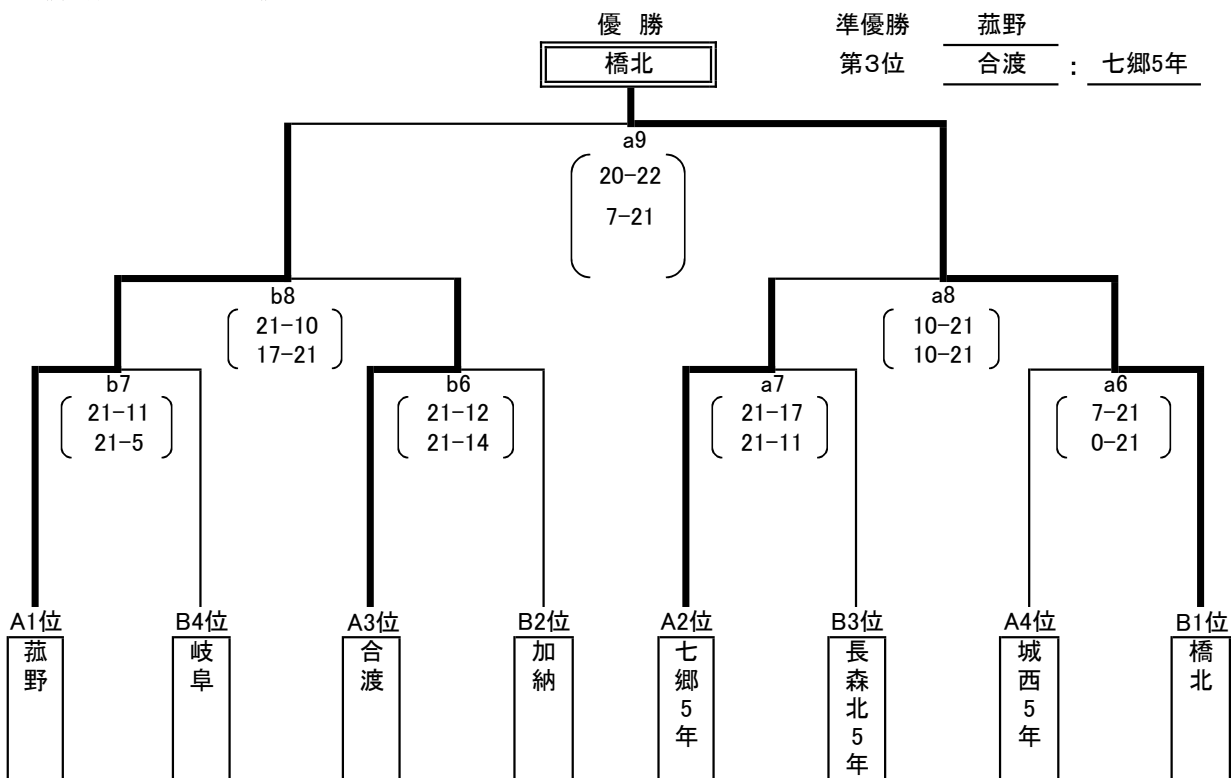 優 勝
橋北
準優勝 菰野
第3位 合渡 : 七郷5年
a9
20-22
7-21
b8
21-10
17-21
a8
10-21
10-21
b7
21-11
21-5
b6
21-12
21-14
a7
21-17
21-11
a6
7-21
0-21
A1位 B4位 A3位 B2位 A2位 B3位 A4位 B1位
菰野
岐阜
合渡
加納
七郷5年
長森北5年
城西5年
橋北